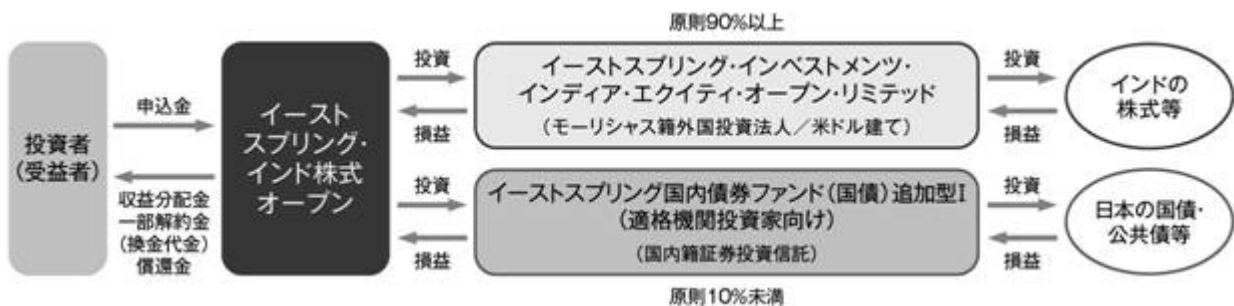 原則90%以上
投資者
(受益者)
申込金
収益分配金
一部解約金
(換金代金)
償還金
イースト
スプリング・
インド株式
オープン
投資
損益
イーストスプリング・インベストメンツ・
インディア・エクイティ・オープン・リミテッド
(モーリシャス籍外国投資法人/米ドル建て)
投資
損益
インドの
株式等
投資
損益
イーストスプリング国内債券ファンド(国債)追加型I
(適格機関投資家向け)
(国内籍証券投資信託)
投資
損益
日本の国債・
公共債等
原則10%未満